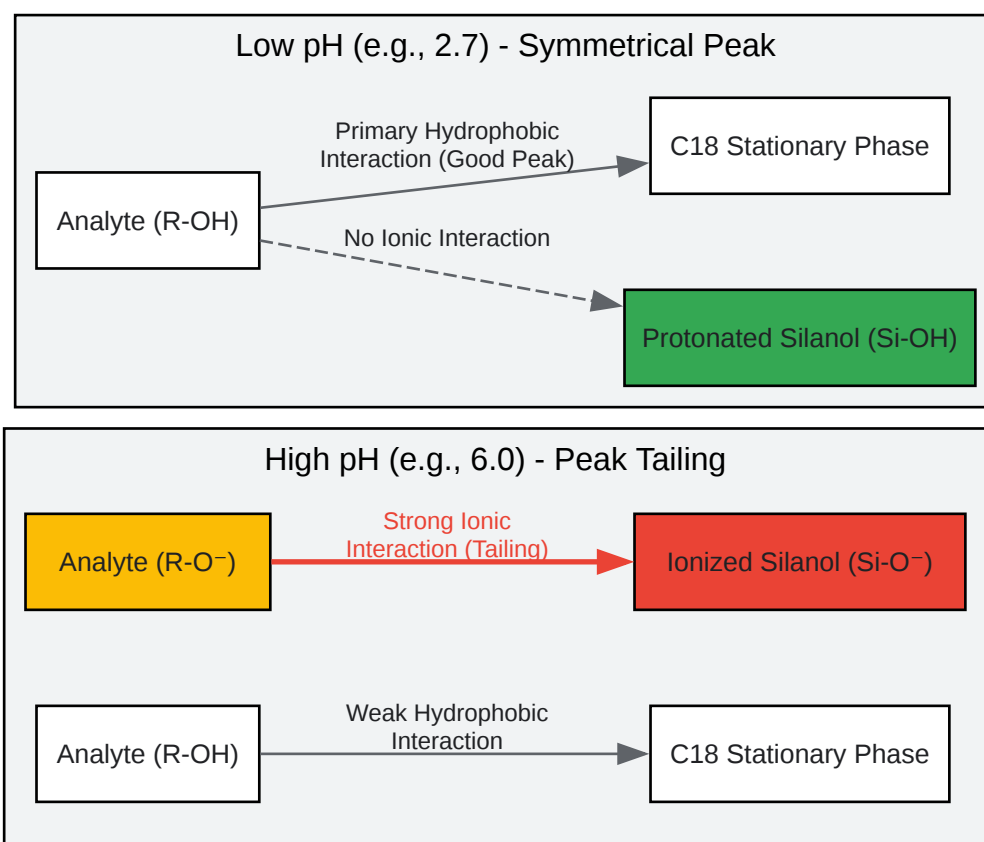 Low pH (e.g., 2.7) - Symmetrical Peak
Primary Hydrophobic
Interaction (Good Peak)
C18 Stationary Phase
Analyte (R-OH)
No Ionic Interaction
Protonated Silanol (Si-OH)
High pH (e.g., 6.0) - Peak Tailing
Analyte (R-O⁻)
Strong Ionic
Interaction (Tailing)
Ionized Silanol (Si-O⁻)
Analyte (R-OH)
Weak Hydrophobic
Interaction
C18 Stationary Phase